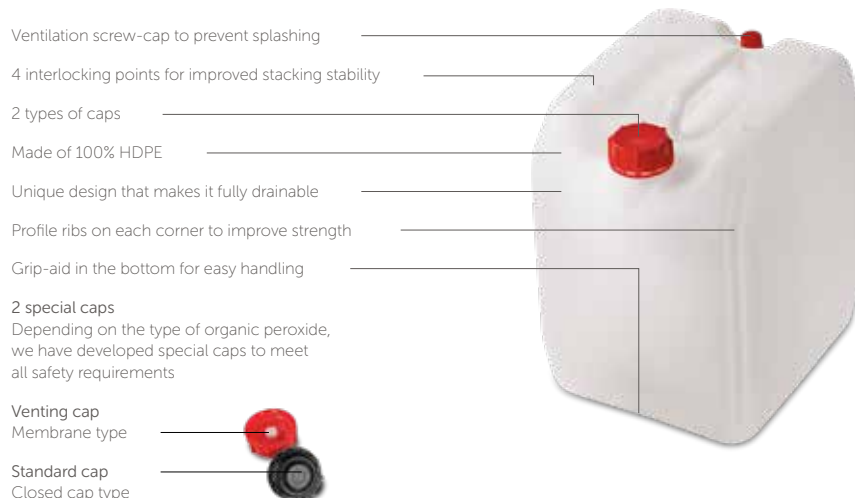 Ventilation screw-cap to prevent splashing
4 interlocking points for improved stacking stability
2 types of caps
Made of 100% HDPE
Unique design that makes it fully drainable
Profile ribs on each corner to improve strength
Grip-aid in the bottom for easy handling
2 special caps
Depending on the type of organic peroxide,
we have developed special caps to meet
all safety requirements
Venting cap
Membrane type
Standard cap
Closed cap type